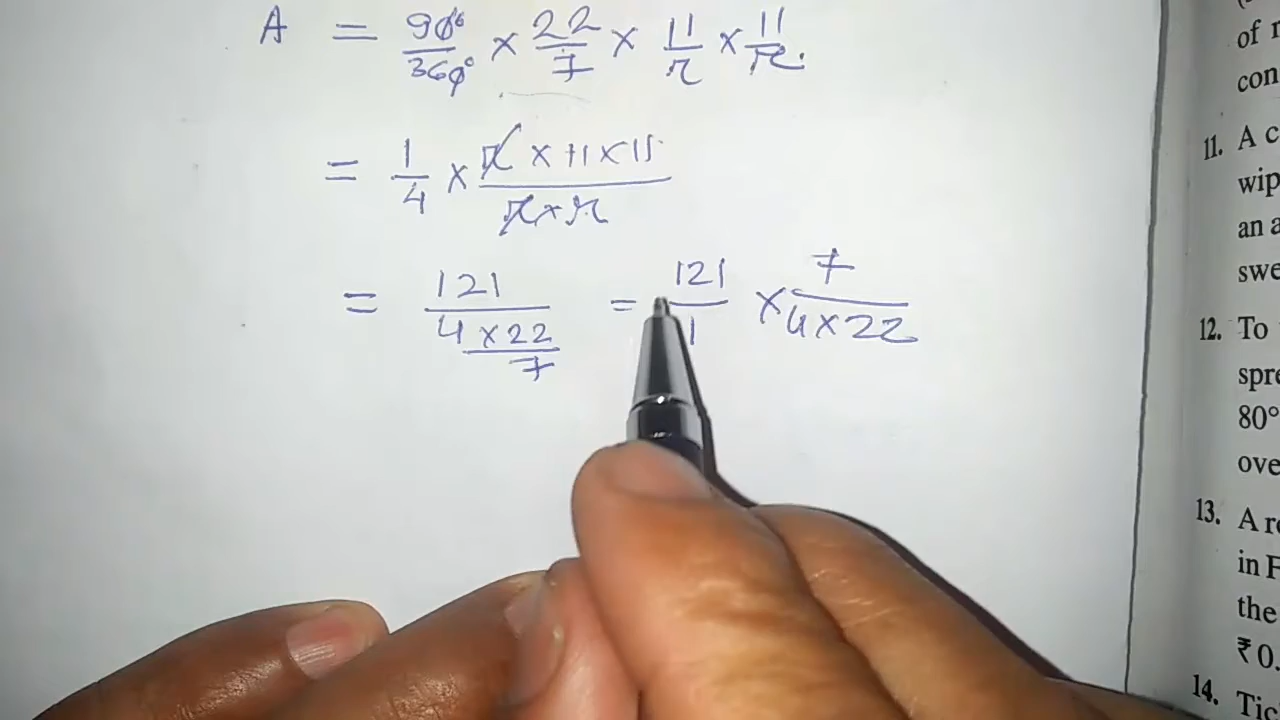 A = 90°/360° × 22/7 × 11/π × 11/π.
= 1/4 × π × 11 × 11 / π × π
= 121 / 4 × 22/7 = 121/1 × 7 / 4 × 22
of
con
11. A c
wip
an a
swe
12. To
spre
80°
ove
13. A re
in F
the
₹0.
14. Tic